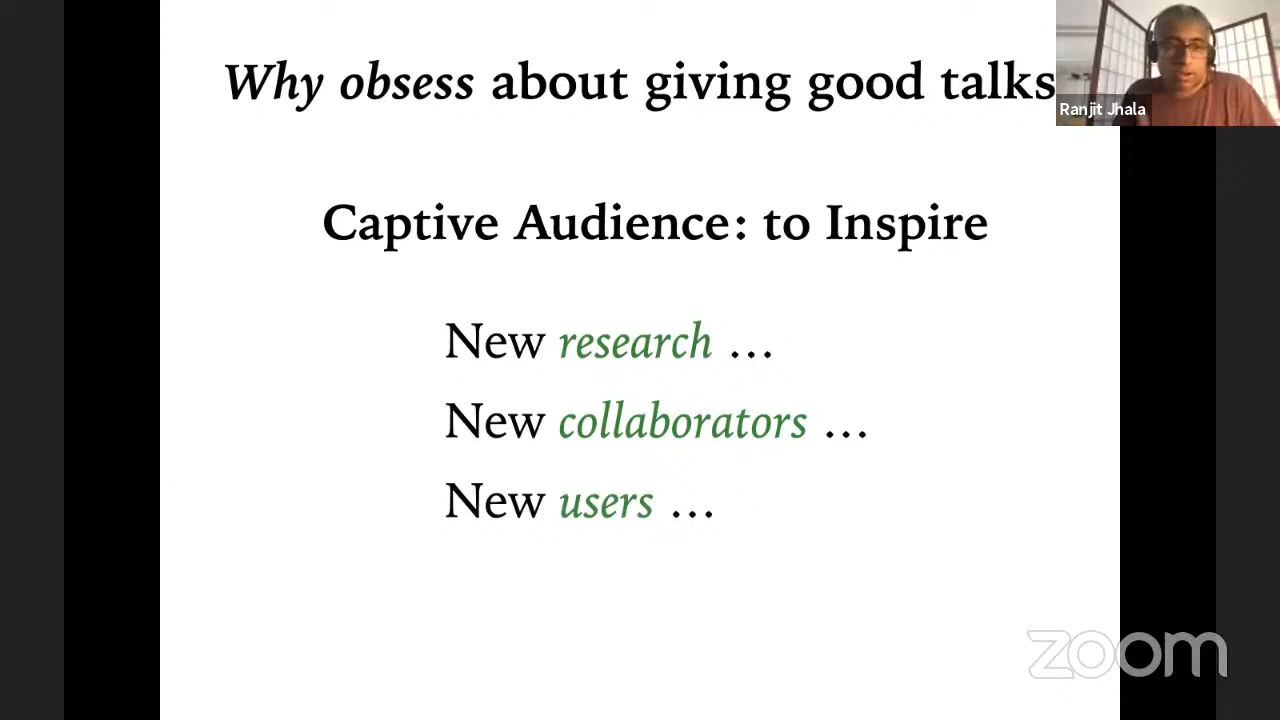 Why obsess about giving good talks
Ranjit Jhala
Captive Audience: to Inspire
New research ...
New collaborators ...
New users ...
zoom